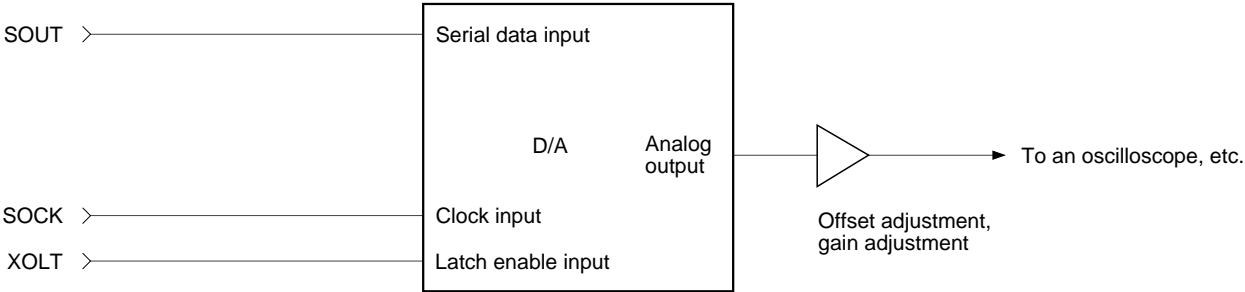 SOUT
Serial data input
D/A
Analog
output
To an oscilloscope, etc.
SOCK
Clock input
Offset adjustment,
gain adjustment
XOLT
Latch enable input